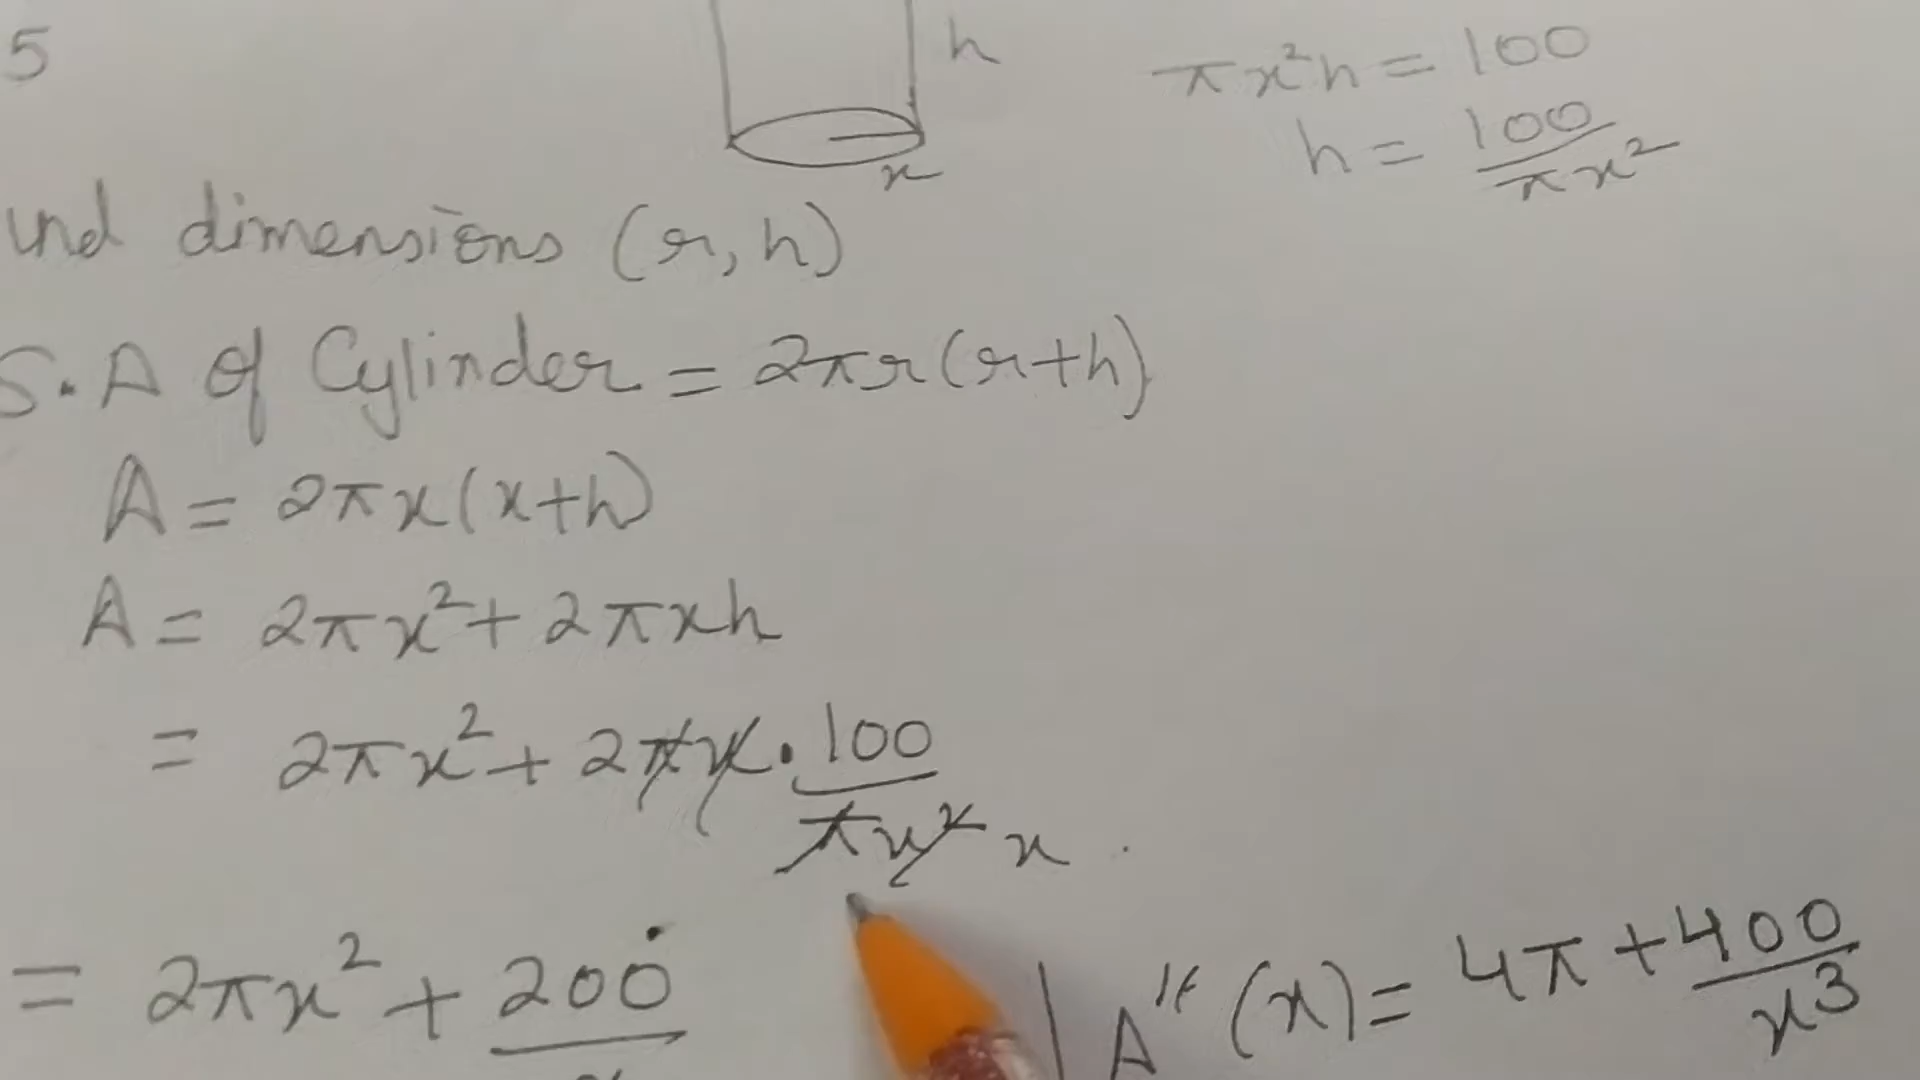 5
h
x
πx²h = 100
h = 100/πx²
dimensions (r, h)
S.A of Cylinder = 2πr(r+h)
A = 2πx(x+h)
A = 2πx² + 2πxh
= 2πx² + 2πx · 100/πx² x
= 2πx² + 200/x
A''(x) = 4π + 400/x³